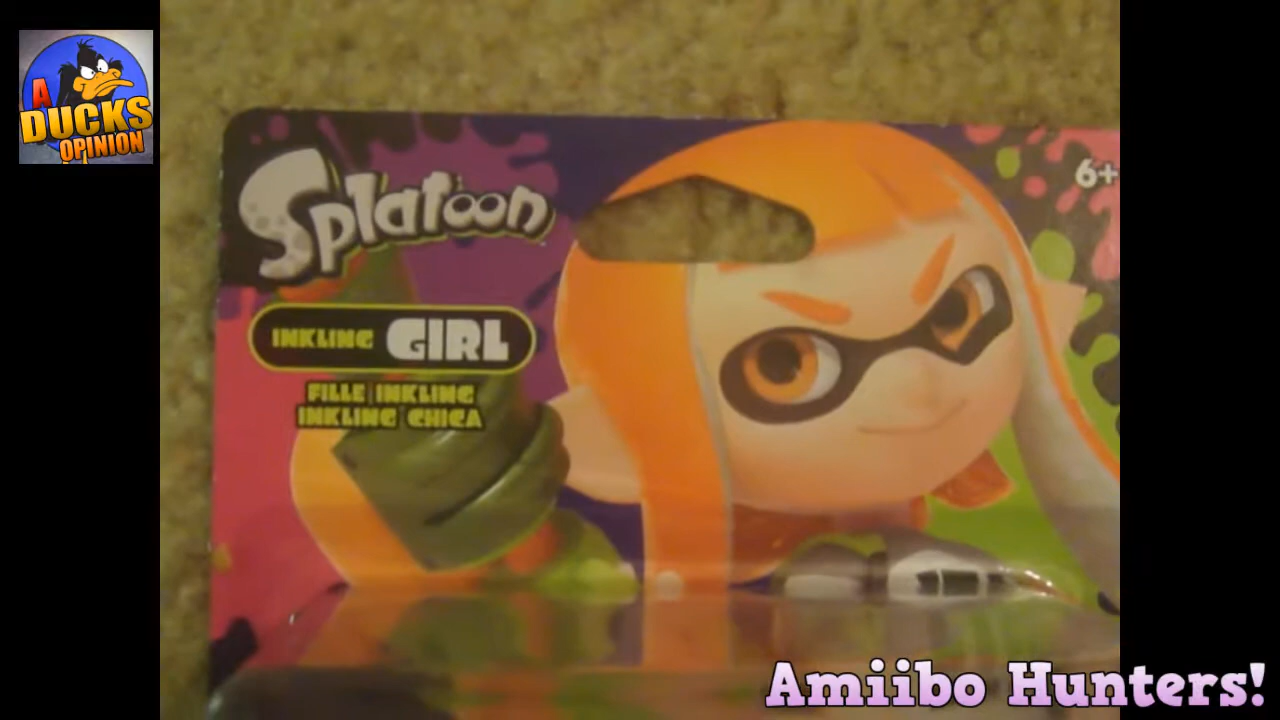 A
DUCKS
OPINION
Splatoon
6+
INKLING GIRL
FILLE INKLING
INKLING CHICA
Amiibo Hunters!